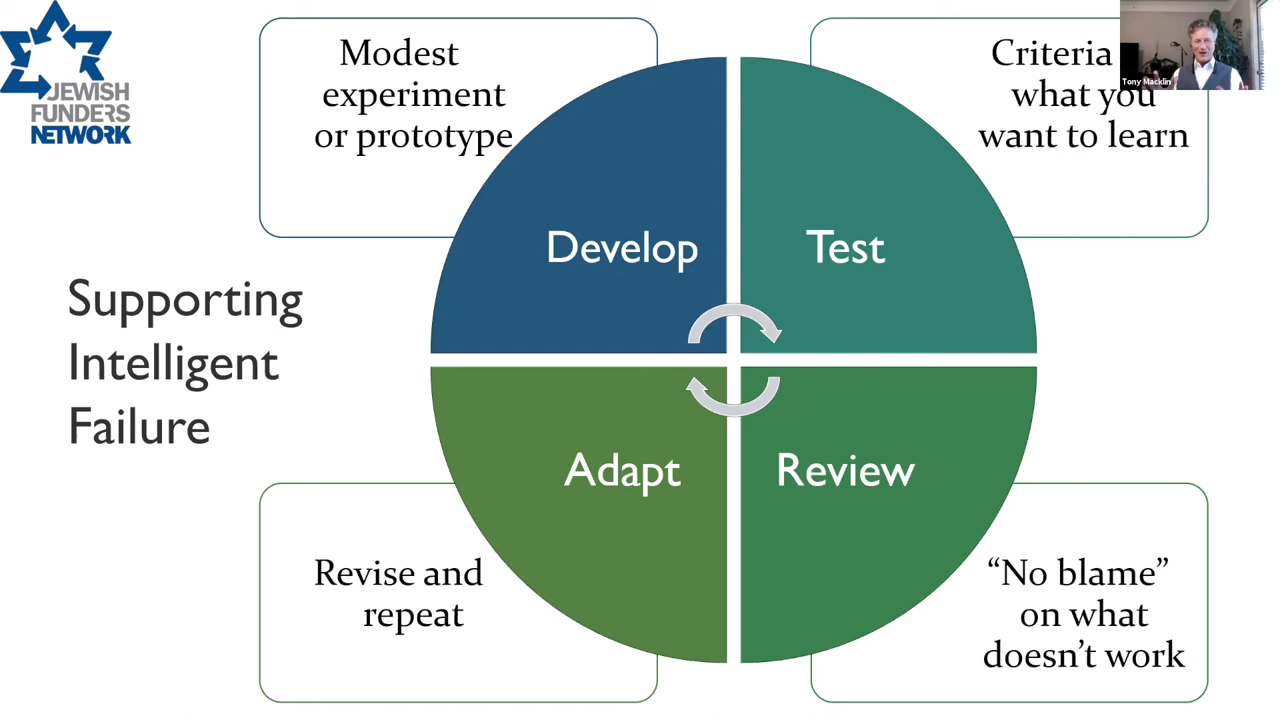 JEWISH
FUNDERS
NETWORK
Supporting
Intelligent
Failure
Modest
experiment
or prototype
Develop
Criteria
what you
want to learn
Test
Tony Macklin
Adapt
Revise and
repeat
Review
“No blame”
on what
doesn’t work